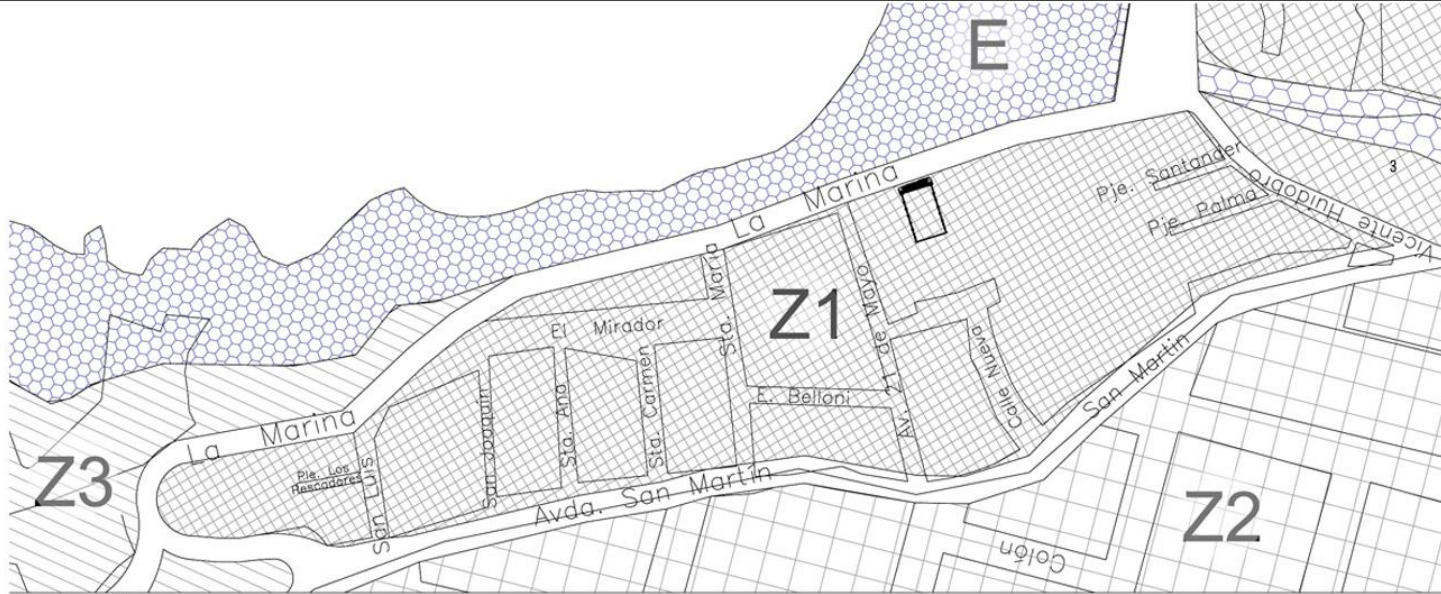 E
3
Pje. Santander
La Marina
Pje. Palma
Vicente Huidobro
Sta. María
Z1
Av. 21 de Mayo
El Mirador
Calle Nueva
San Martin
E. Belloni
San Joaquin
Sta. Ana
Sta. Carmen
La Marina
Z3
Pje. Los
Pescadores
San Luis
Avda. San Martín
Z2
Colón